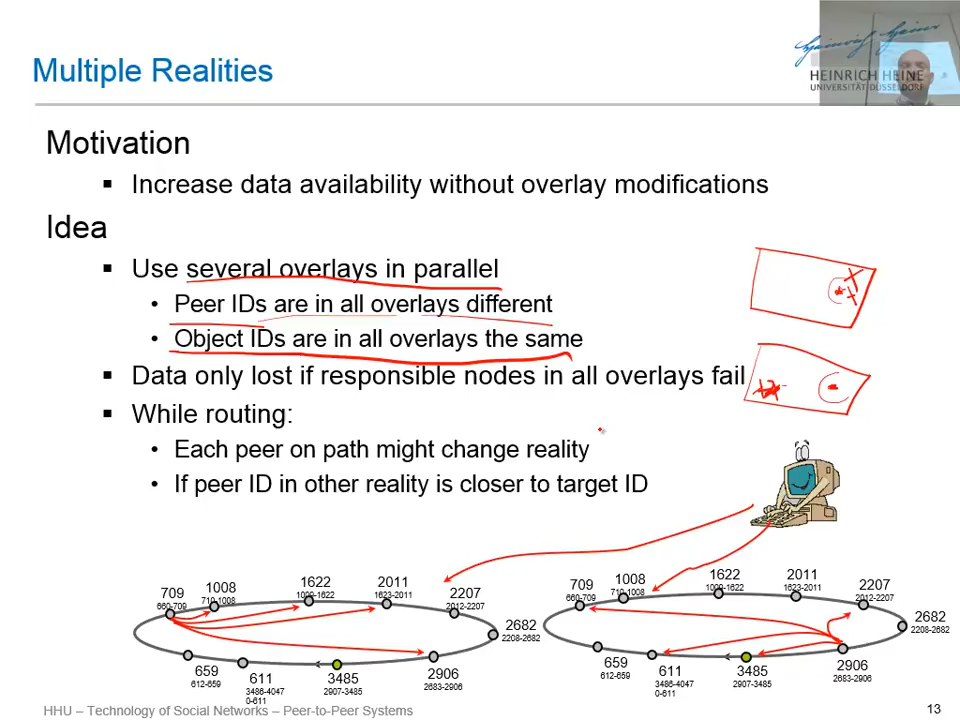 Multiple Realities
Heinrich Heine
HEINRICH HEINE
UNIVERSITÄT DÜSSELDORF
Motivation
▪ Increase data availability without overlay modifications
Idea
▪ Use several overlays in parallel
• Peer IDs are in all overlays different
• Object IDs are in all overlays the same
▪ Data only lost if responsible nodes in all overlays fail
▪ While routing:
• Each peer on path might change reality
• If peer ID in other reality is closer to target ID
709
660-709
1008
710-1008
1622
1009-1622
2011
1623-2011
2207
2012-2207
2682
2208-2682
659
612-659
611
3486-4047
0-611
3485
2907-3485
2906
2683-2906
709
660-709
1008
710-1008
1622
1009-1622
2011
1623-2011
2207
2012-2207
2682
2208-2682
659
612-659
611
3486-4047
0-611
3485
2907-3485
2906
2683-2906
HHU – Technology of Social Networks – Peer-to-Peer Systems
13